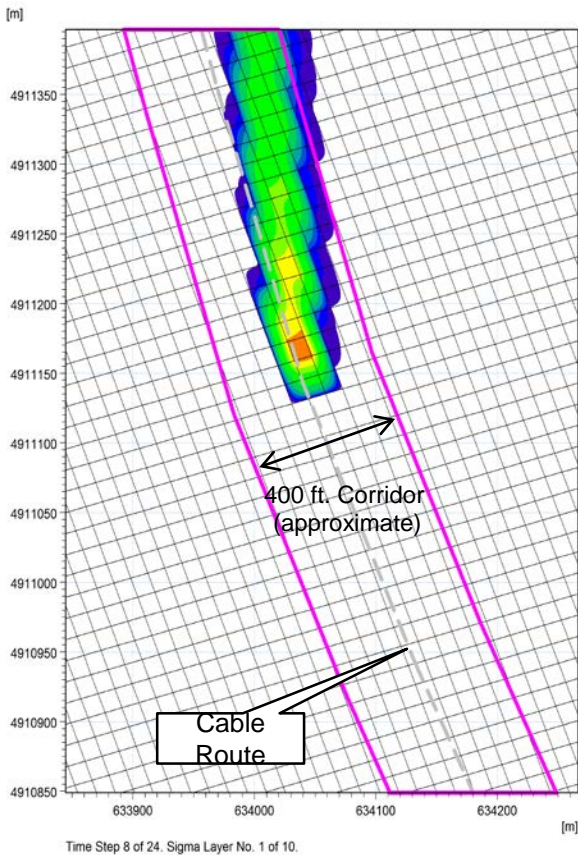 [m]
4911350
4911300
4911250
4911200
4911150
4911100
4911050
4911000
4910950
4910900
4910850
400 ft. Corridor
(approximate)
Cable
Route
633900 634000 634100 634200
[m]
Time Step 8 of 24. Sigma Layer No. 1 of 10.